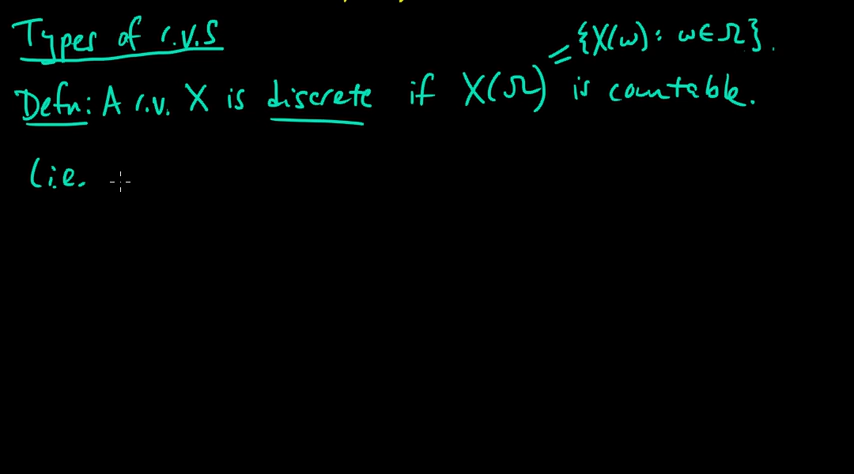 Types of r.v.s
= {X(ω) : ω ∈ Ω}.
Defn: A r.v. X is discrete if X(Ω) is countable.
(i.e.